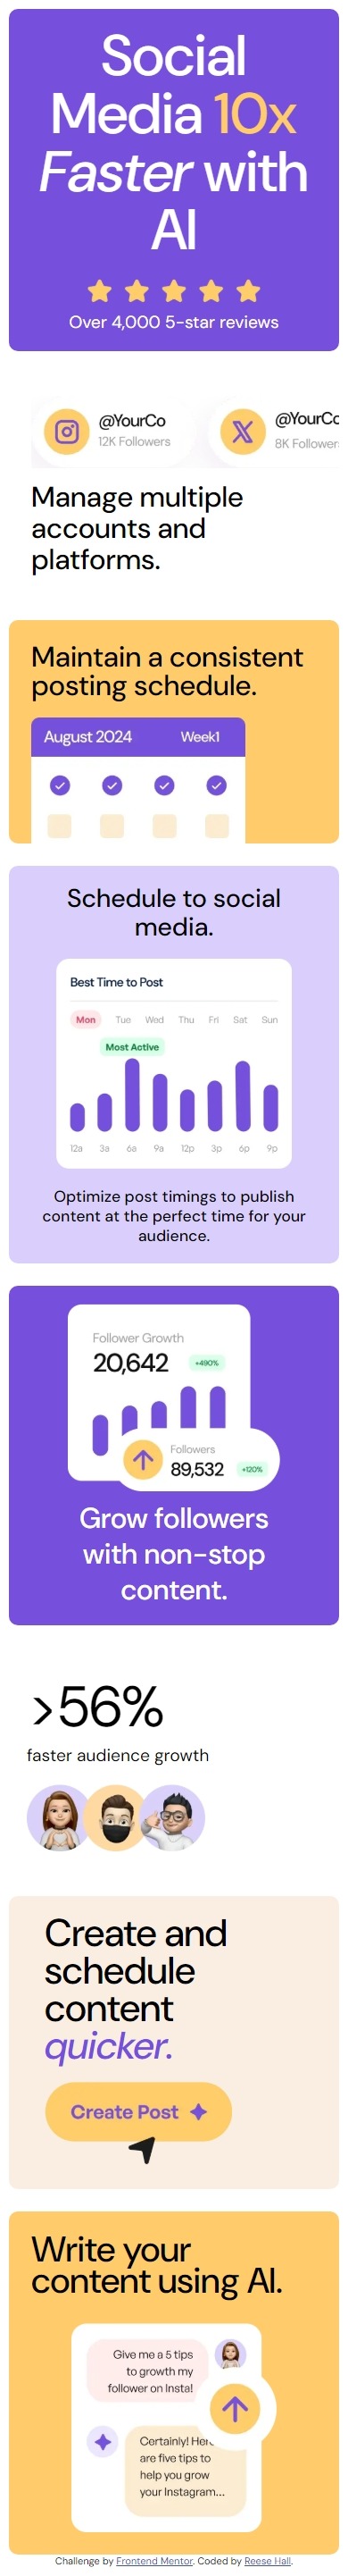 Social
Media 10x
Faster with
AI
Over 4,000 5-star reviews
@YourCo
12K Followers
@YourCo
8K Followers
Manage multiple
accounts and
platforms.
Maintain a consistent
posting schedule.
August 2024 Week1
Schedule to social
media.
Best Time to Post
Mon Tue Wed Thu Fri Sat Sun
Most Active
12a 3a 6a 9a 12p 3p 6p 9p
Optimize post timings to publish
content at the perfect time for your
audience.
Follower Growth
20,642 +490%
Followers
89,532 +120%
Grow followers
with non-stop
content.
>56%
faster audience growth
Create and
schedule
content
quicker.
Create Post
Write your
content using AI.
Give me a 5 tips
to growth my
follower on Insta!
Certainly! Here
are five tips to
help you grow
your Instagram...
Challenge by Frontend Mentor. Coded by Reese Hall.